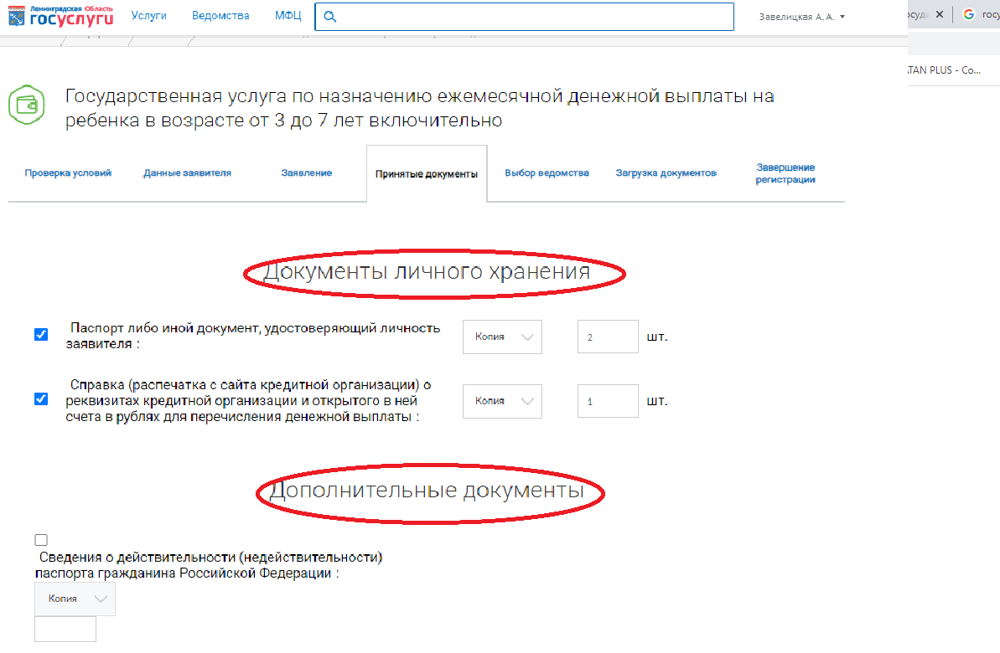 Ленинградская Область
госуслуги
Услуги
Ведомства
МФЦ
Завелицкая А. А.
госу
ATAN PLUS - Co...
Государственная услуга по назначению ежемесячной денежной выплаты на
ребенка в возрасте от 3 до 7 лет включительно
Проверка условий
Данные заявителя
Заявление
Принятые документы
Выбор ведомства
Загрузка документов
Завершение
регистрации
Документы личного хранения
Паспорт либо иной документ, удостоверяющий личность
заявителя :
Копия
2
шт.
Справка (распечатка с сайта кредитной организации) о
реквизитах кредитной организации и открытого в ней
счета в рублях для перечисления денежной выплаты :
Копия
1
шт.
Дополнительные документы
Сведения о действительности (недействительности)
паспорта гражданина Российской Федерации :
Копия